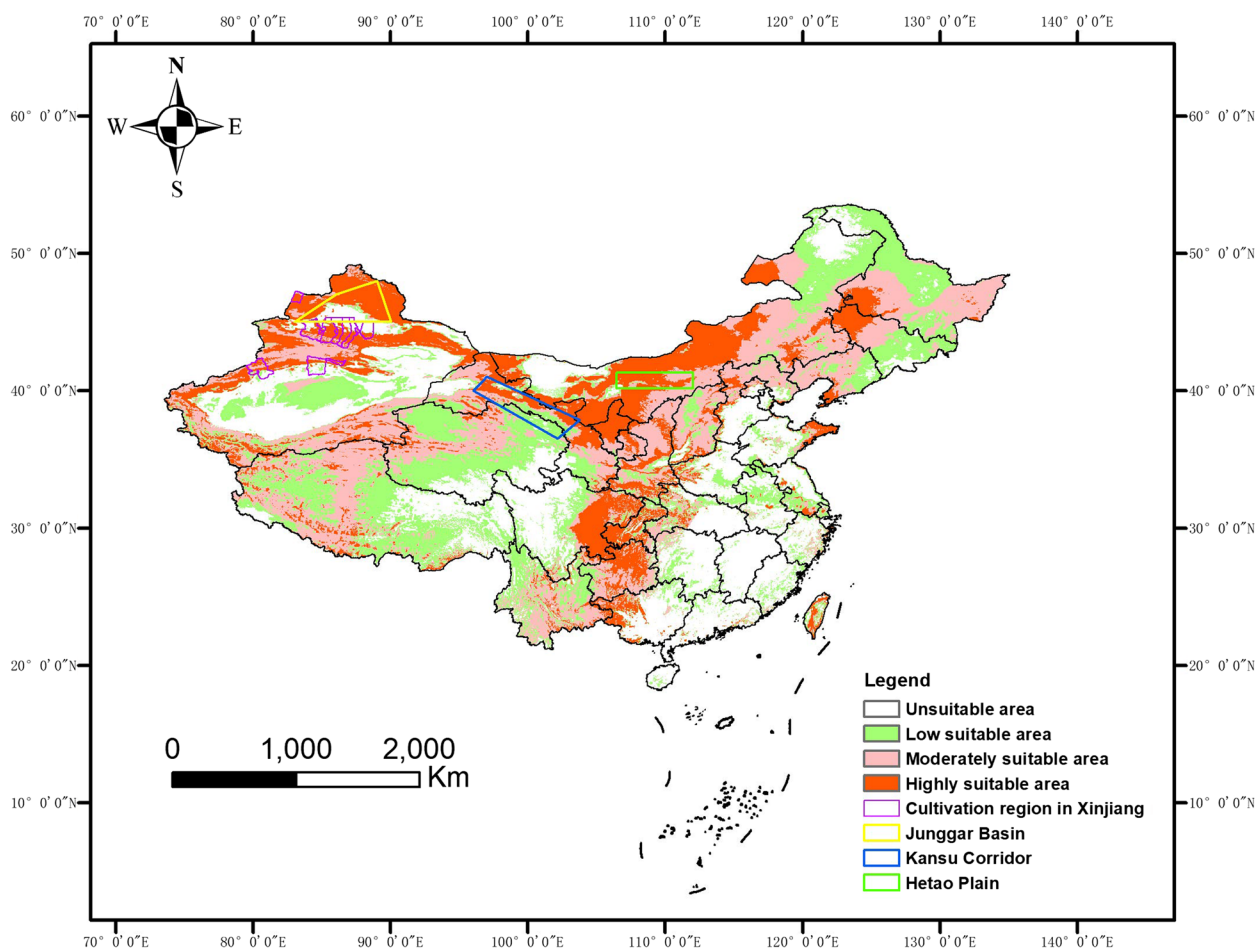 70° 0'0"E 80° 0'0"E 90° 0'0"E 100° 0'0"E 110° 0'0"E 120° 0'0"E 130° 0'0"E 140° 0'0"E
N
W E
S
60° 0'0"N 60° 0'0"N
50° 0'0"N 50° 0'0"N
40° 0'0"N 40° 0'0"N
30° 0'0"N 30° 0'0"N
20° 0'0"N 20° 0'0"N
10° 0'0"N 10° 0'0"N
0 1,000 2,000
Km
Legend
Unsuitable area
Low suitable area
Moderately suitable area
Highly suitable area
Cultivation region in Xinjiang
Junggar Basin
Kansu Corridor
Hetao Plain
70° 0'0"E 80° 0'0"E 90° 0'0"E 100° 0'0"E 110° 0'0"E 120° 0'0"E 130° 0'0"E 140° 0'0"E